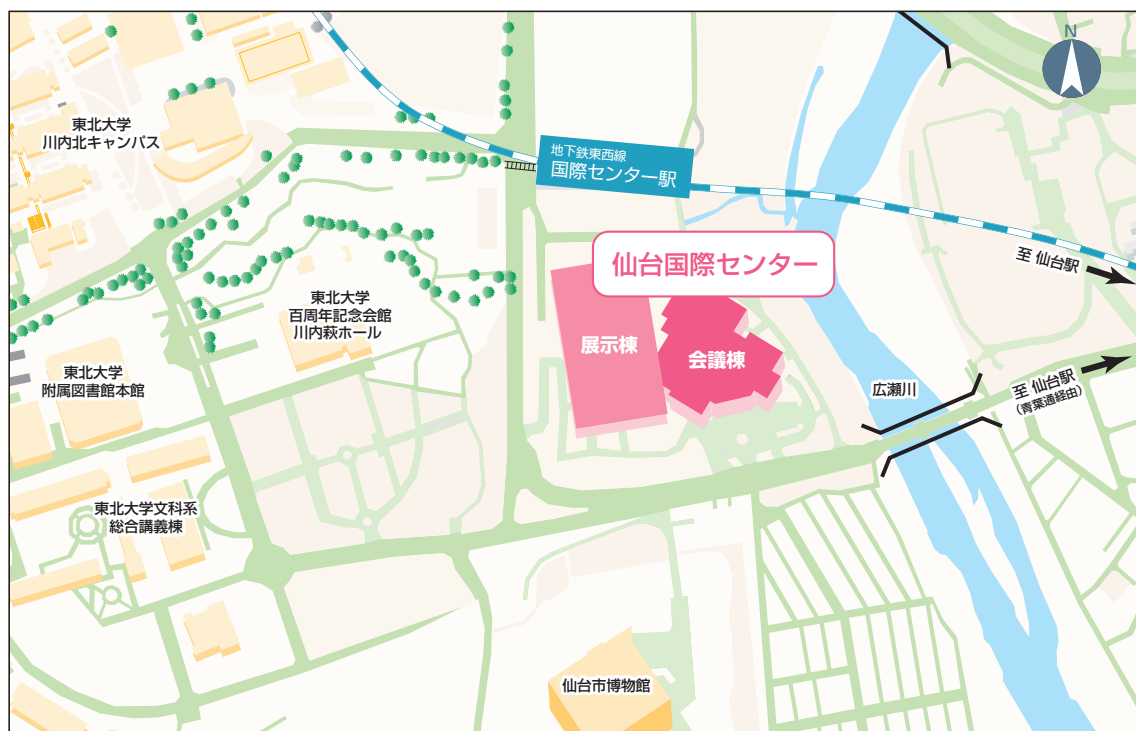 N
東北大学
川内北キャンパス
地下鉄東西線
国際センター駅
至 仙台駅
仙台国際センター
東北大学
百周年記念会館
川内萩ホール
展示棟
会議棟
東北大学
附属図書館本館
広瀬川
至 仙台駅
(青葉通経由)
東北大学文科系
総合講義棟
仙台市博物館